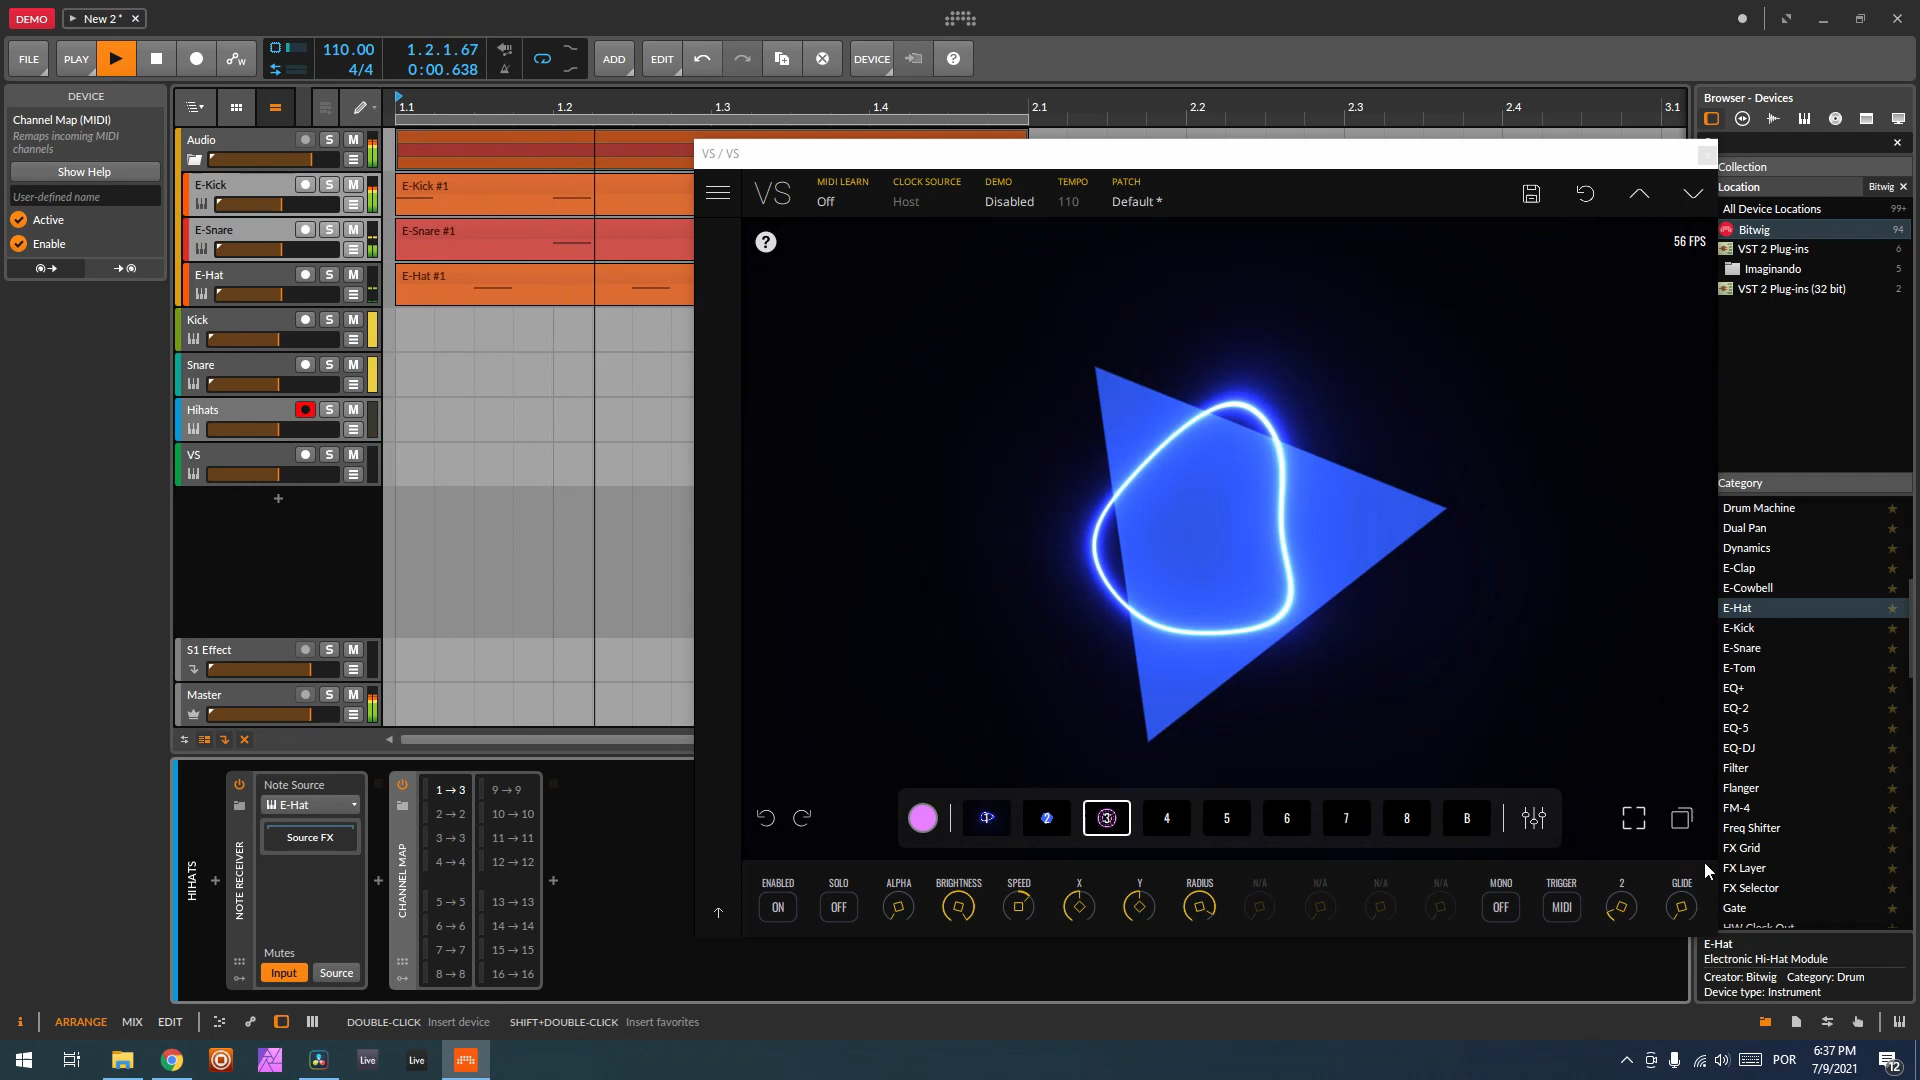 DEMO
New 2 *
FILE
PLAY
110.00
4/4
1.2.1.67
0:00.638
ADD
EDIT
DEVICE
DEVICE
Channel Map (MIDI)
Remaps incoming MIDI
channels
Show Help
User-defined name
Active
Enable
1.1
1.2
1.3
1.4
2.1
2.2
2.3
2.4
3.1
Audio
S M
E-Kick
S M
E-Kick #1
E-Snare
S M
E-Snare #1
E-Hat
S M
E-Hat #1
Kick
S M
Snare
S M
Hihats
S M
VS
S M
S1 Effect
S M
Master
S M
VS / VS
VS
MIDI LEARN
Off
CLOCK SOURCE
Host
DEMO
Disabled
TEMPO
110
PATCH
Default *
?
56 FPS
1
2
3
4
5
6
7
8
B
ENABLED
ON
SOLO
OFF
ALPHA
BRIGHTNESS
SPEED
X
Y
RADIUS
N/A
N/A
N/A
N/A
MONO
OFF
TRIGGER
MIDI
2
GLIDE
Browser - Devices
Collection
Location
Bitwig
All Device Locations 99+
Bitwig 94
VST 2 Plug-ins 6
Imaginando 5
VST 2 Plug-ins (32 bit) 2
Category
Drum Machine
Dual Pan
Dynamics
E-Clap
E-Cowbell
E-Hat
E-Kick
E-Snare
E-Tom
EQ+
EQ-2
EQ-5
EQ-DJ
Filter
Flanger
FM-4
Freq Shifter
FX Grid
FX Layer
FX Selector
Gate
HW Clock Out
E-Hat
Electronic Hi-Hat Module
Creator: Bitwig Category: Drum
Device type: Instrument
HIHATS
NOTE RECEIVER
Note Source
E-Hat
Source FX
Mutes
Input
Source
CHANNEL MAP
1 → 3
2 → 2
3 → 3
4 → 4
5 → 5
6 → 6
7 → 7
8 → 8
9 → 9
10 → 10
11 → 11
12 → 12
13 → 13
14 → 14
15 → 15
16 → 16
i
ARRANGE
MIX
EDIT
DOUBLE-CLICK Insert device
SHIFT+DOUBLE-CLICK Insert favorites
Live
Live
POR
6:37 PM
7/9/2021
12